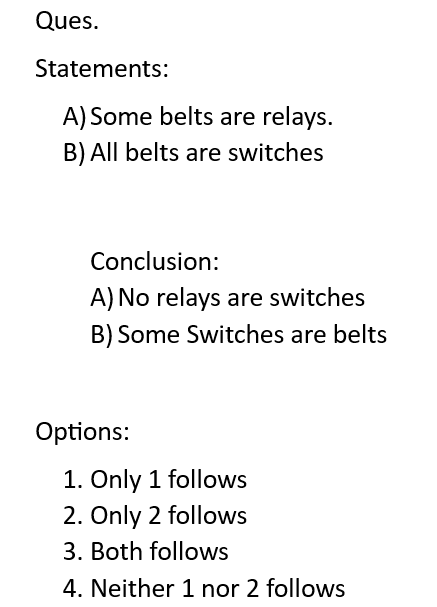 Ques.
Statements:
A) Some belts are relays.
B) All belts are switches
Conclusion:
A) No relays are switches
B) Some Switches are belts
Options:
1. Only 1 follows
2. Only 2 follows
3. Both follows
4. Neither 1 nor 2 follows